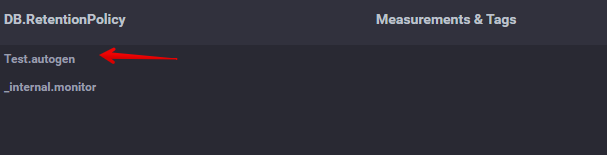 DB.RetentionPolicy Measurements & Tags
Test.autogen
_internal.monitor